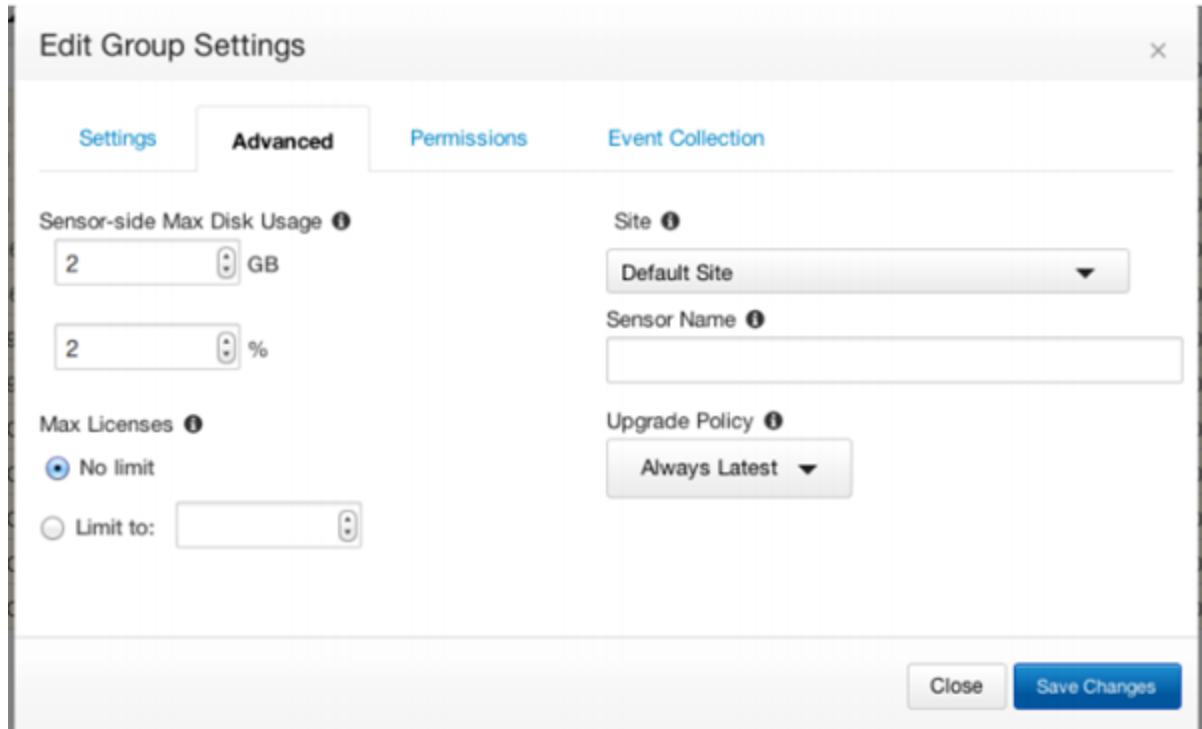 Edit Group Settings
×
Settings Advanced Permissions Event Collection
Sensor-side Max Disk Usage
2 GB
2 %
Max Licenses
No limit
Limit to:
Site
Default Site
Sensor Name
Upgrade Policy
Always Latest
Close Save Changes